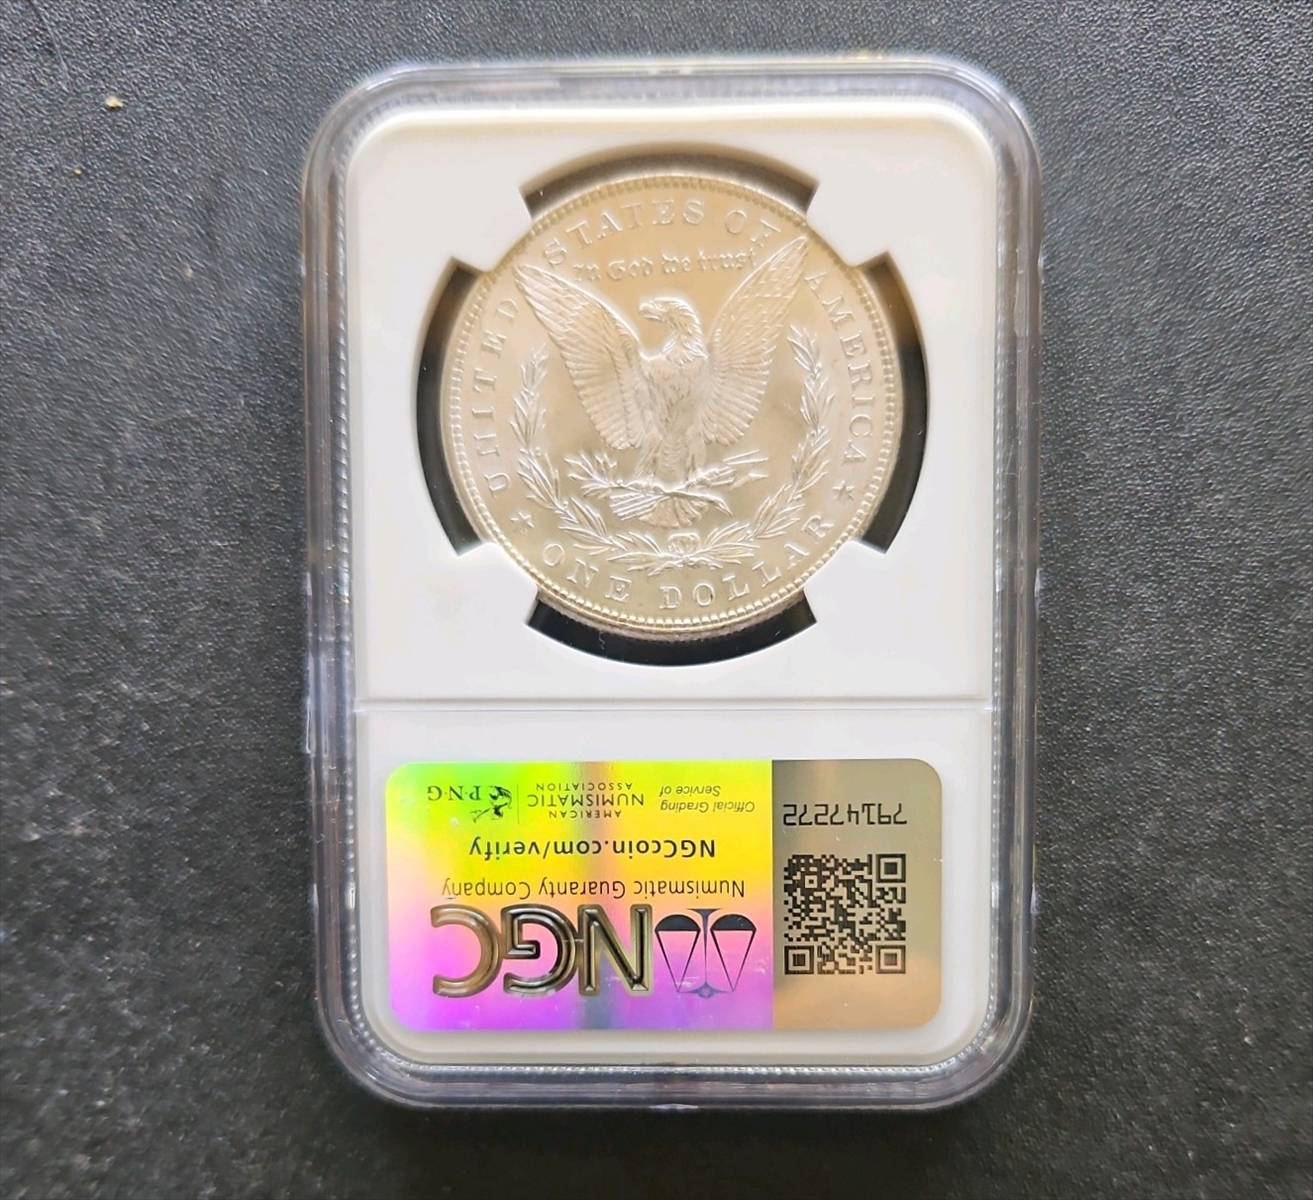 UNITED STATES OF AMERICA
In God we trust
ONE DOLLAR
NGC
Numismatic Guaranty Company
NGCcoin.com/verify
Official Grading
Service of
AMERICAN
NUMISMATIC
ASSOCIATION
P·N·G
79147272